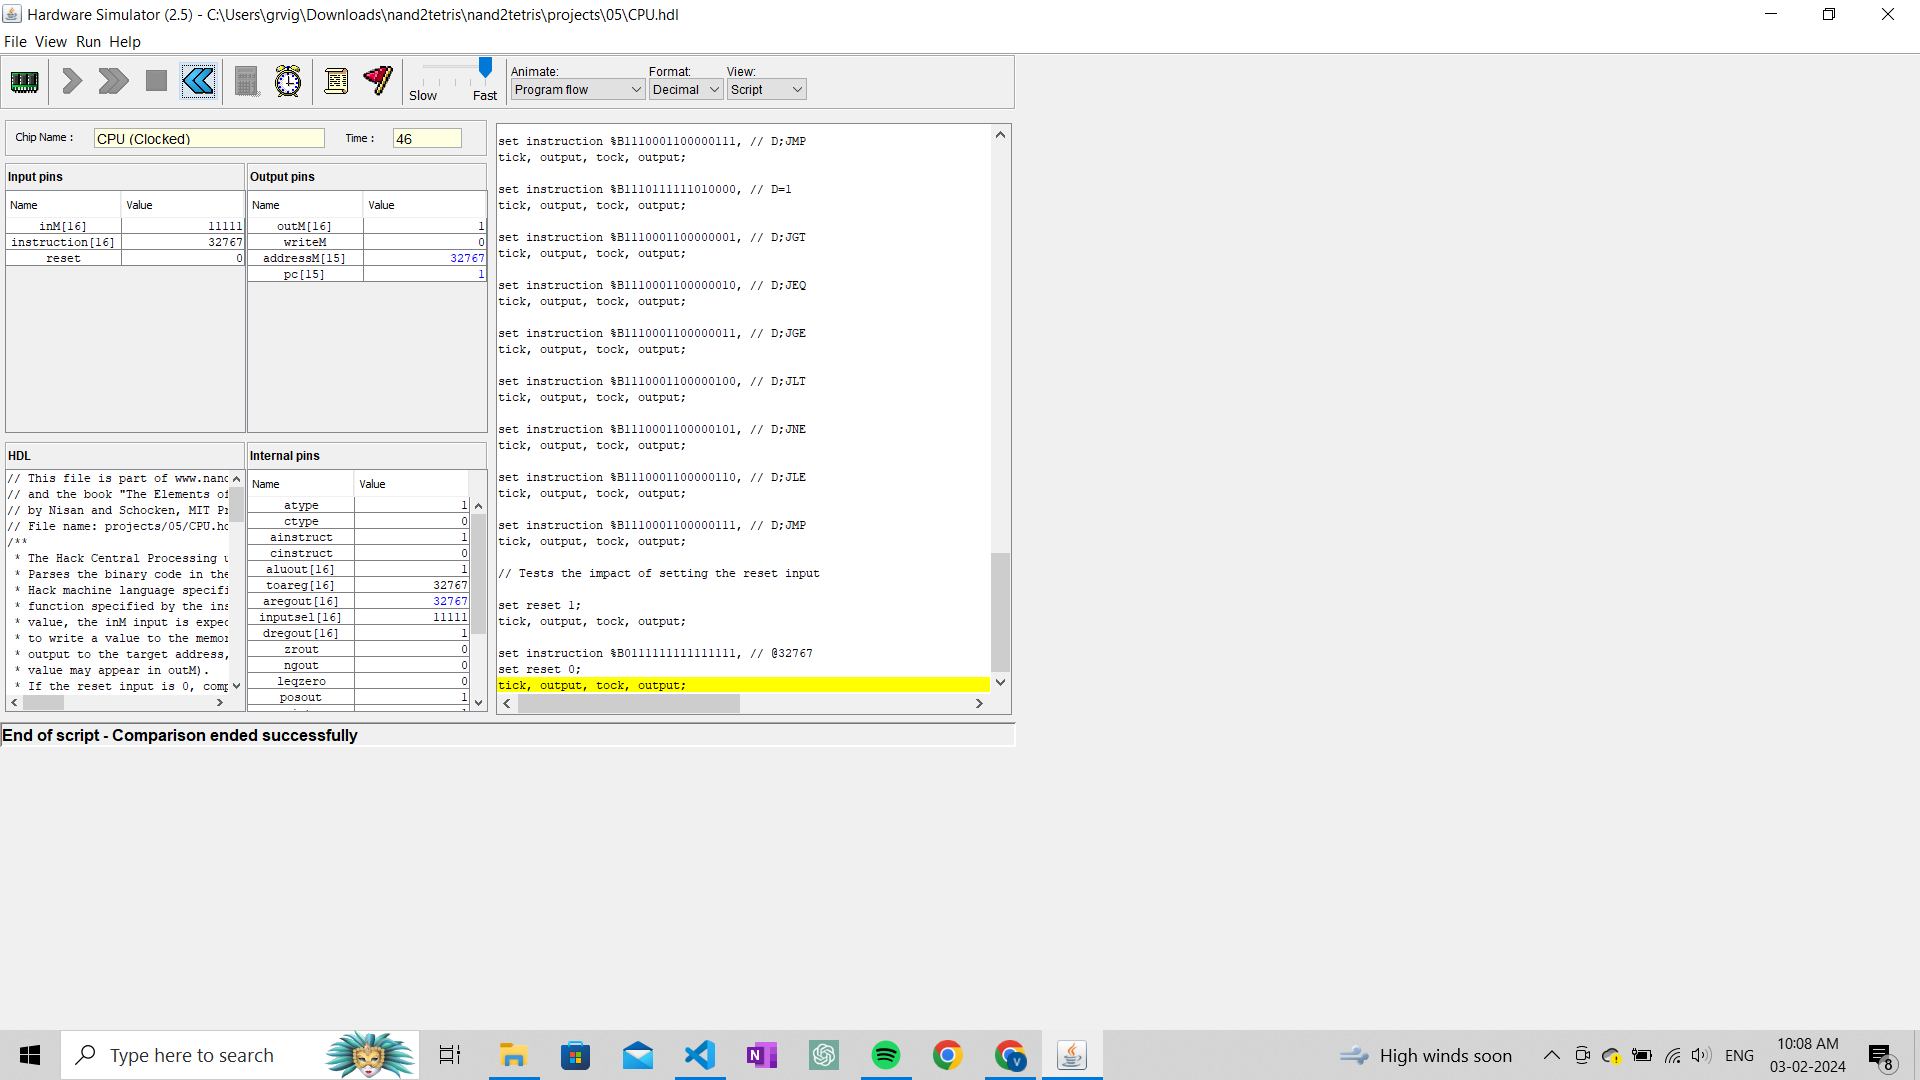 Hardware Simulator (2.5) - C:\Users\grvig\Downloads\nand2tetris\nand2tetris\projects\05\CPU.hdl
File View Run Help
Slow Fast
Animate: Format: View:
Program flow Decimal Script
Chip Name : CPU (Clocked) Time : 46
Input pins
Name Value
inM[16] 11111
instruction[16] 32767
reset 0
Output pins
Name Value
outM[16] 1
writeM 0
addressM[15] 32767
pc[15] 1
HDL
// This file is part of www.nand
// and the book "The Elements of
// by Nisan and Schocken, MIT Pr
// File name: projects/05/CPU.hd
/**
* The Hack Central Processing u
* Parses the binary code in the
* Hack machine language specifi
* function specified by the ins
* value, the inM input is expec
* to write a value to the memor
* output to the target address,
* value may appear in outM).
* If the reset input is 0, comp
Internal pins
Name Value
atype 1
ctype 0
ainstruct 1
cinstruct 0
aluout[16] 1
toareg[16] 32767
aregout[16] 32767
inputsel[16] 11111
dregout[16] 1
zrout 0
ngout 0
leqzero 0
posout 1
set instruction %B1110001100000111, // D;JMP
tick, output, tock, output;
set instruction %B1110111111010000, // D=1
tick, output, tock, output;
set instruction %B1110001100000001, // D;JGT
tick, output, tock, output;
set instruction %B1110001100000010, // D;JEQ
tick, output, tock, output;
set instruction %B1110001100000011, // D;JGE
tick, output, tock, output;
set instruction %B1110001100000100, // D;JLT
tick, output, tock, output;
set instruction %B1110001100000101, // D;JNE
tick, output, tock, output;
set instruction %B1110001100000110, // D;JLE
tick, output, tock, output;
set instruction %B1110001100000111, // D;JMP
tick, output, tock, output;
// Tests the impact of setting the reset input
set reset 1;
tick, output, tock, output;
set instruction %B0111111111111111, // @32767
set reset 0;
tick, output, tock, output;
End of script - Comparison ended successfully
Type here to search
High winds soon
ENG
10:08 AM
03-02-2024
8